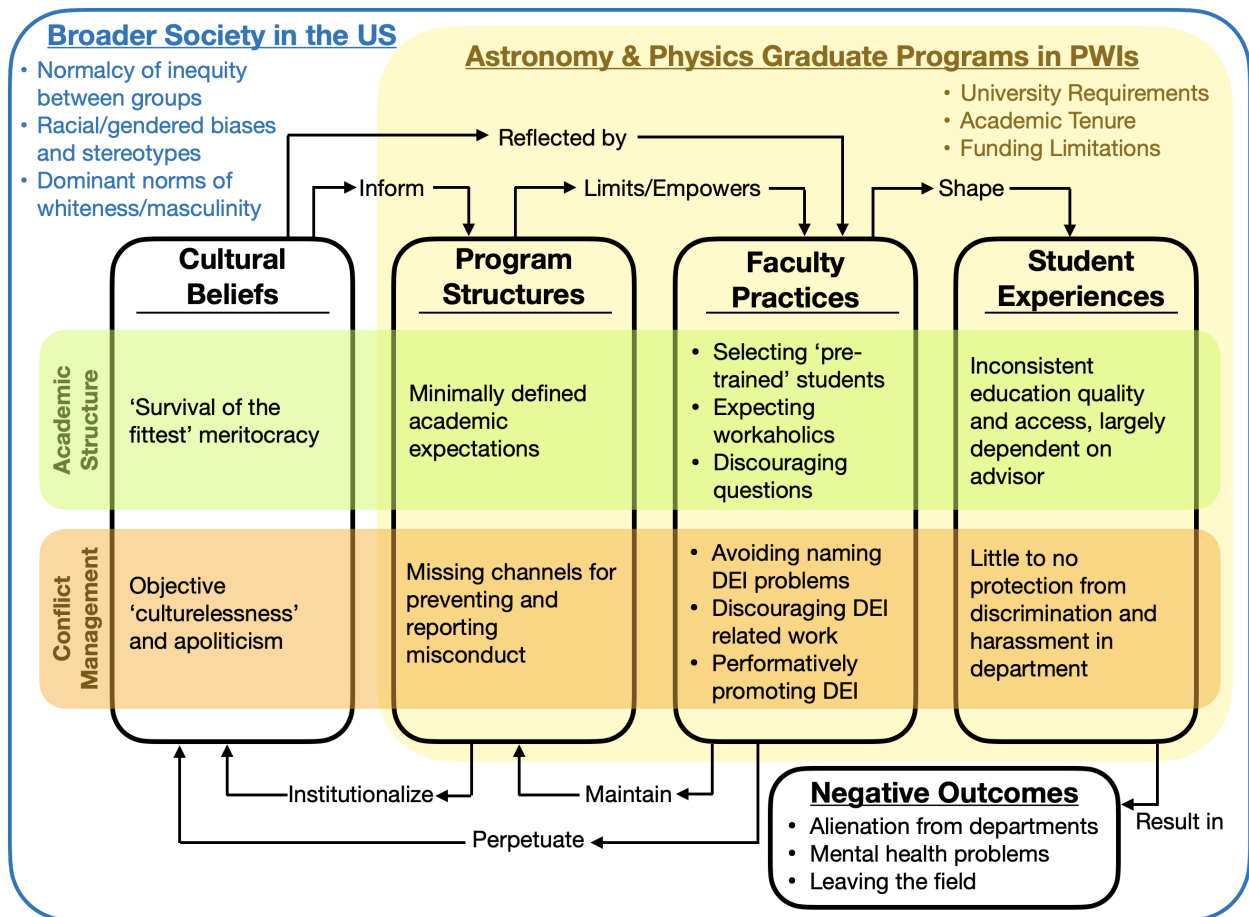 Broader Society in the US
• Normalcy of inequity
between groups
• Racial/gendered biases
and stereotypes
• Dominant norms of
whiteness/masculinity
Astronomy & Physics Graduate Programs in PWIs
• University Requirements
• Academic Tenure
• Funding Limitations
Reflected by
Inform
Limits/Empowers
Shape
Cultural
Beliefs
Program
Structures
Faculty
Practices
Student
Experiences
Academic
Structure
‘Survival of the
fittest’ meritocracy
Minimally defined
academic
expectations
• Selecting ‘pre-
trained’ students
• Expecting
workaholics
• Discouraging
questions
Inconsistent
education quality
and access, largely
dependent on
advisor
Conflict
Management
Objective
‘culturelessness’
and apoliticism
Missing channels for
preventing and
reporting
misconduct
• Avoiding naming
DEI problems
• Discouraging DEI
related work
• Performatively
promoting DEI
Little to no
protection from
discrimination and
harassment in
department
Institutionalize
Maintain
Perpetuate
Negative Outcomes
• Alienation from departments
• Mental health problems
• Leaving the field
Result in